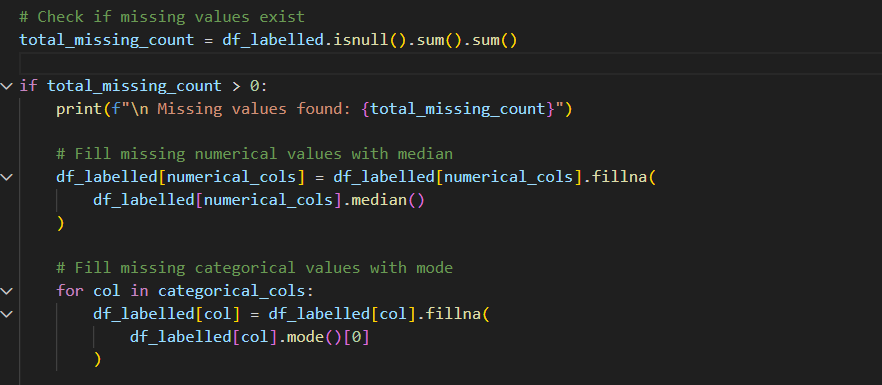 # Check if missing values exist
total_missing_count = df_labelled.isnull().sum().sum()
if total_missing_count > 0:
    print(f"\n Missing values found: {total_missing_count}")
    # Fill missing numerical values with median
    df_labelled[numerical_cols] = df_labelled[numerical_cols].fillna(
        df_labelled[numerical_cols].median()
    )
    # Fill missing categorical values with mode
    for col in categorical_cols:
        df_labelled[col] = df_labelled[col].fillna(
            df_labelled[col].mode()[0]
        )